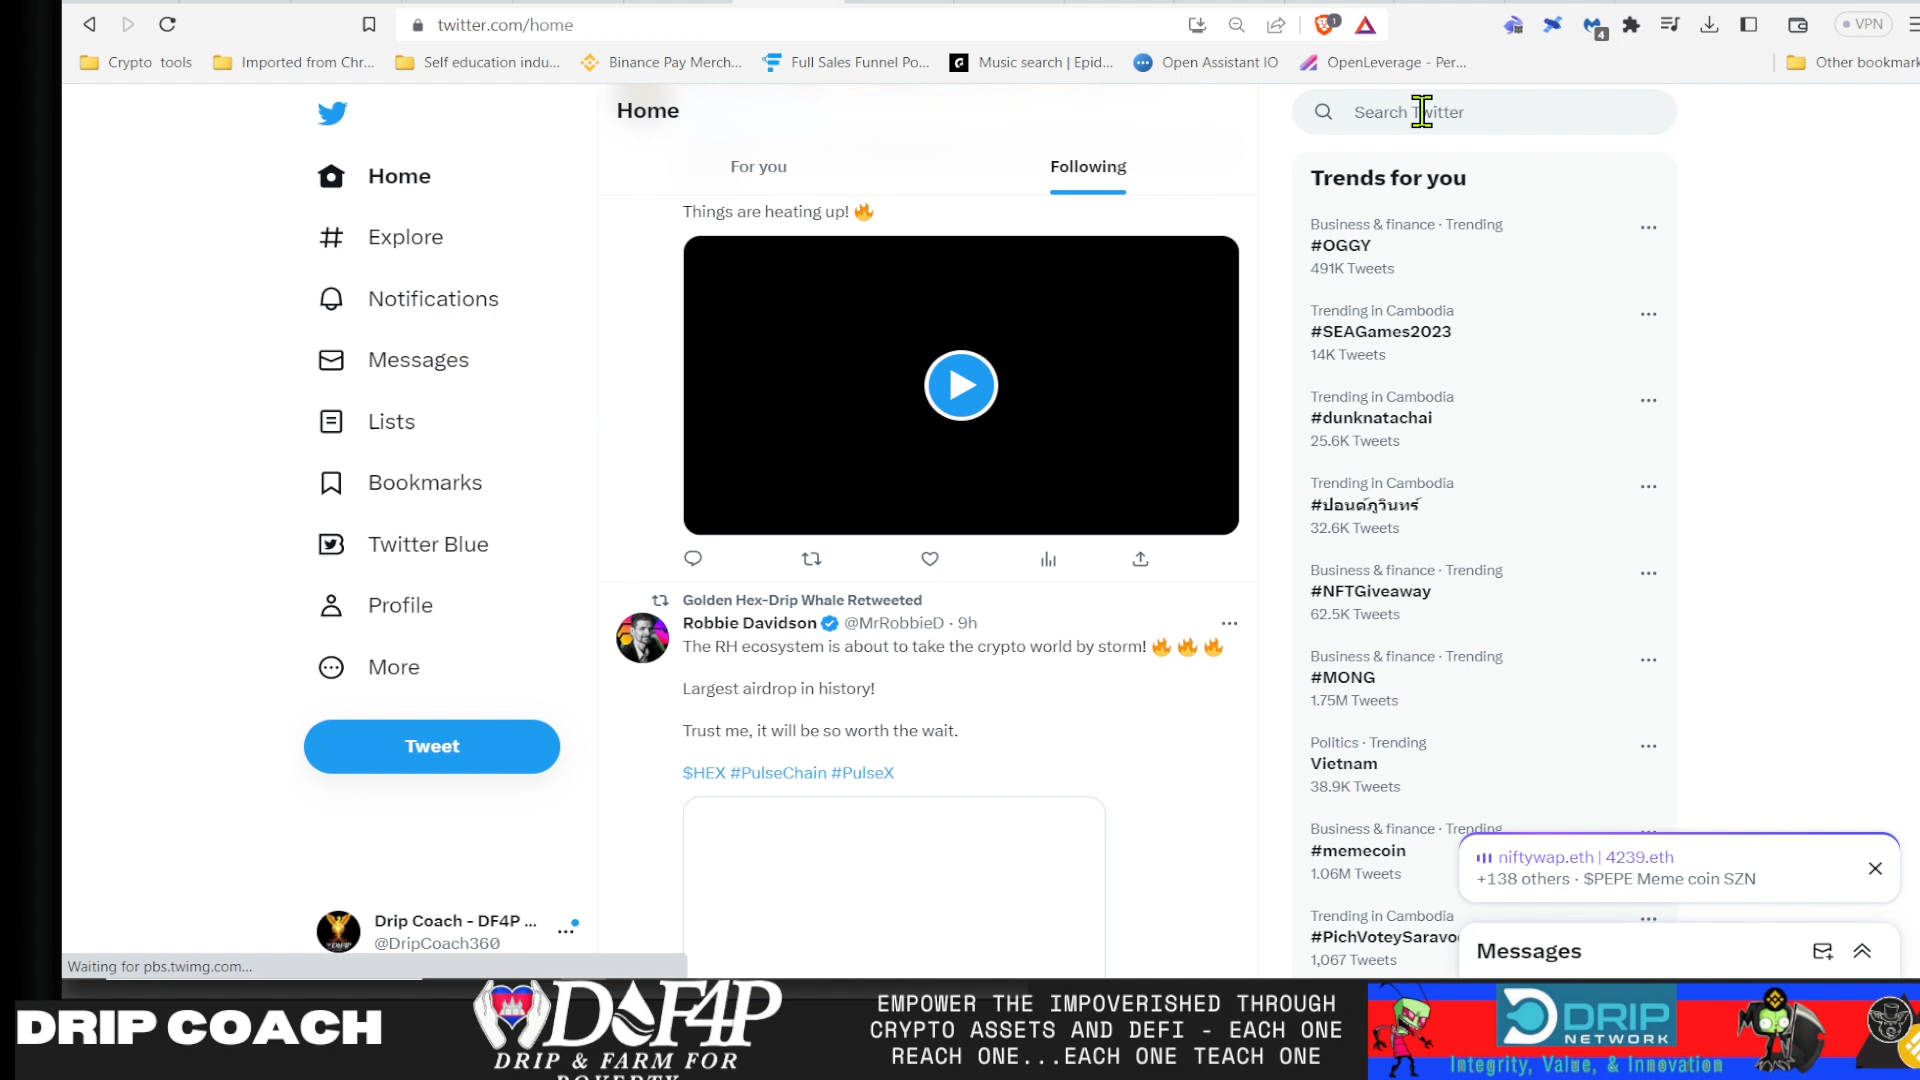 twitter.com/home
1
4
VPN
Crypto tools
Imported from Chr...
Self education indu...
Binance Pay Merch...
Full Sales Funnel Po...
Music search | Epid...
Open Assistant IO
OpenLeverage - Per...
Other bookmark
Home
Explore
Notifications
Messages
Lists
Bookmarks
Twitter Blue
Profile
More
Tweet
Drip Coach - DF4P ...
@DripCoach360
Waiting for pbs.twimg.com...
Home
For you
Following
Things are heating up! 🔥
Golden Hex-Drip Whale Retweeted
Robbie Davidson @MrRobbieD · 9h
The RH ecosystem is about to take the crypto world by storm! 🔥 🔥 🔥
Largest airdrop in history!
Trust me, it will be so worth the wait.
$HEX #PulseChain #PulseX
Search Twitter
Trends for you
Business & finance · Trending
#OGGY
491K Tweets
Trending in Cambodia
#SEAGames2023
14K Tweets
Trending in Cambodia
#dunknatachai
25.6K Tweets
Trending in Cambodia
#ปอนด์ภูวินทร์
32.6K Tweets
Business & finance · Trending
#NFTGiveaway
62.5K Tweets
Business & finance · Trending
#MONG
1.75M Tweets
Politics · Trending
Vietnam
38.9K Tweets
Business & finance · Trending
#memecoin
1.06M Tweets
Trending in Cambodia
#PichVoteySaravo
1,067 Tweets
niftywap.eth | 4239.eth
+138 others · $PEPE Meme coin SZN
Messages
DRIP COACH
DF4P
DRIP & FARM FOR
POVERTY
EMPOWER THE IMPOVERISHED THROUGH
CRYPTO ASSETS AND DEFI - EACH ONE
REACH ONE...EACH ONE TEACH ONE
DRIP
NETWORK
Integrity, Value, & Innovation